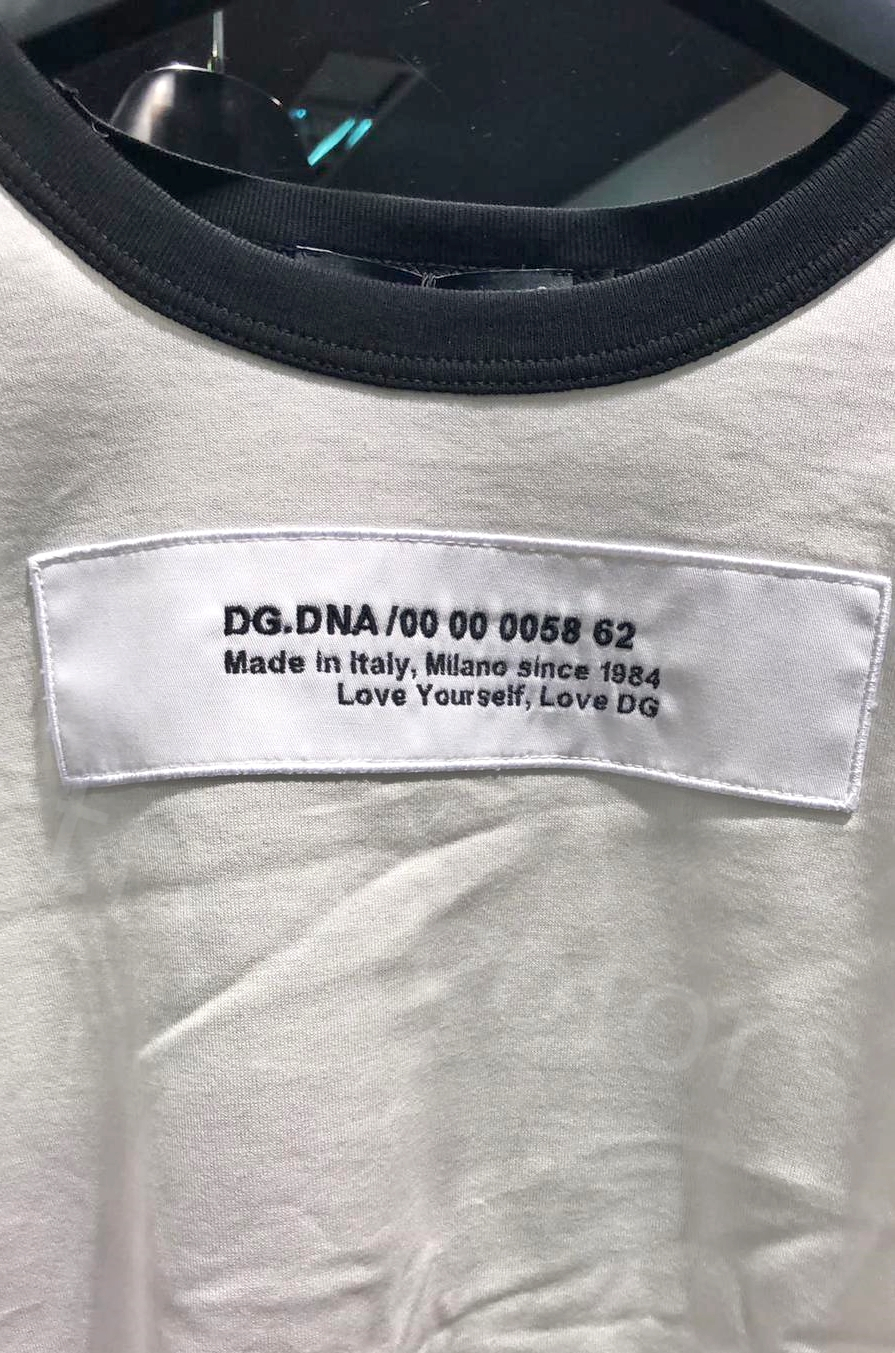 DG.DNA/00 00 0058 62
Made in Italy, Milano since 1984
Love Yourself, Love DG